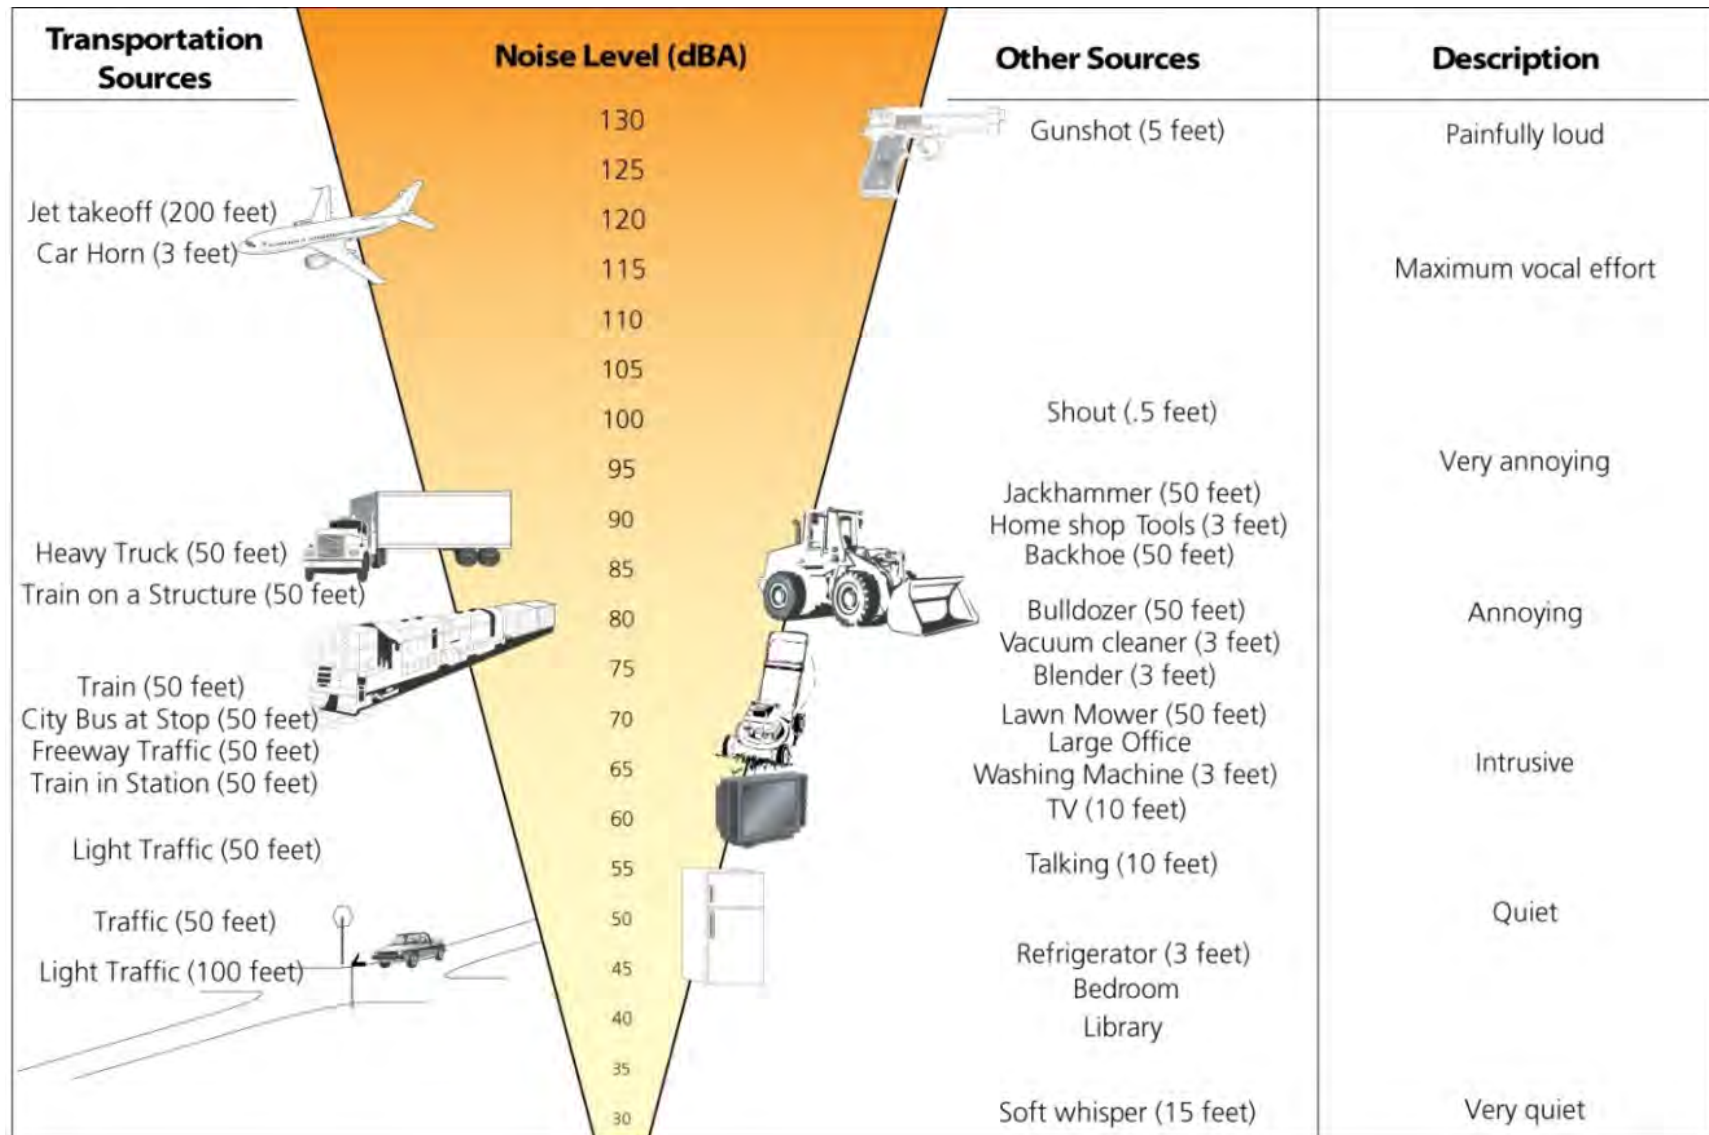 Transportation
Sources
Noise Level (dBA)
Other Sources
Description
130
125
120
115
110
105
100
95
90
85
80
75
70
65
60
55
50
45
40
35
30
Jet takeoff (200 feet)
Car Horn (3 feet)
Heavy Truck (50 feet)
Train on a Structure (50 feet)
Train (50 feet)
City Bus at Stop (50 feet)
Freeway Traffic (50 feet)
Train in Station (50 feet)
Light Traffic (50 feet)
Traffic (50 feet)
Light Traffic (100 feet)
Gunshot (5 feet)
Shout (.5 feet)
Jackhammer (50 feet)
Home shop Tools (3 feet)
Backhoe (50 feet)
Bulldozer (50 feet)
Vacuum cleaner (3 feet)
Blender (3 feet)
Lawn Mower (50 feet)
Large Office
Washing Machine (3 feet)
TV (10 feet)
Talking (10 feet)
Refrigerator (3 feet)
Bedroom
Library
Soft whisper (15 feet)
Painfully loud
Maximum vocal effort
Very annoying
Annoying
Intrusive
Quiet
Very quiet